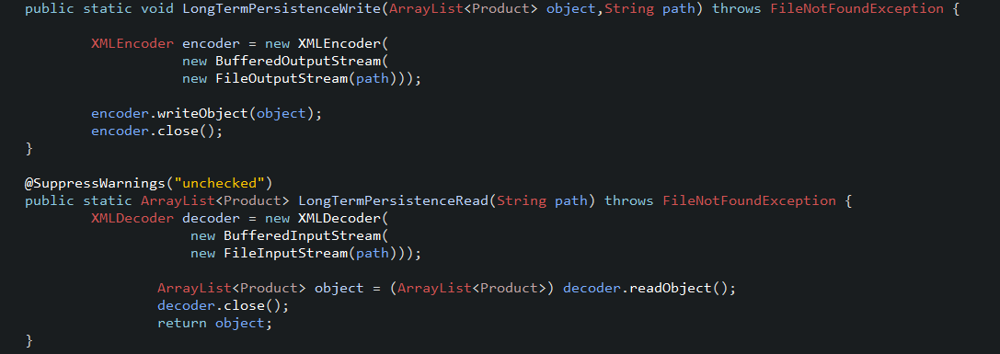 public static void LongTermPersistenceWrite(ArrayList<Product> object,String path) throws FileNotFoundException {
XMLEncoder encoder = new XMLEncoder(
new BufferedOutputStream(
new FileOutputStream(path)));
encoder.writeObject(object);
encoder.close();
}
@SuppressWarnings("unchecked")
public static ArrayList<Product> LongTermPersistenceRead(String path) throws FileNotFoundException {
XMLDecoder decoder = new XMLDecoder(
new BufferedInputStream(
new FileInputStream(path)));
ArrayList<Product> object = (ArrayList<Product>) decoder.readObject();
decoder.close();
return object;
}